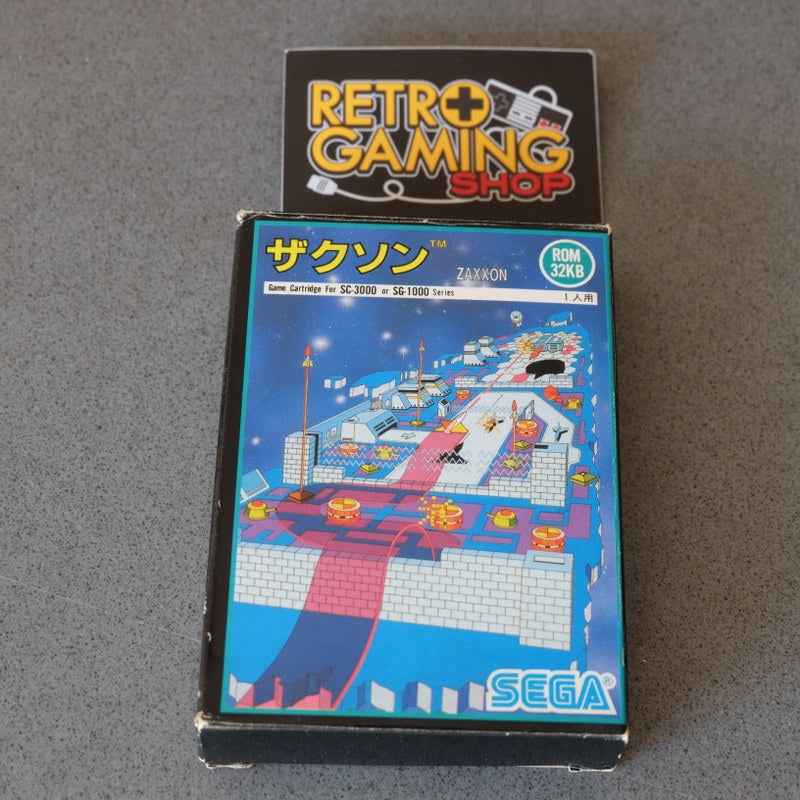 RETRO
GAMING
SHOP
ザクソン™
ZAXXON
ROM
32KB
Game Cartridge For SC-3000 or SG-1000 Series
1人用
SEGA®